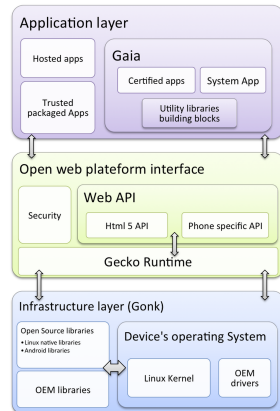 Application layer
Hosted apps
Trusted
packaged Apps
Gaia
Certified apps
System App
Utility libraries
building blocks
Open web plateform interface
Security
Web API
Html 5 API
Phone specific API
Gecko Runtime
Infrastructure layer (Gonk)
Open Source libraries
•Linux native libraries
•Android libraries
OEM libraries
Device's operating System
Linux Kernel
OEM
drivers